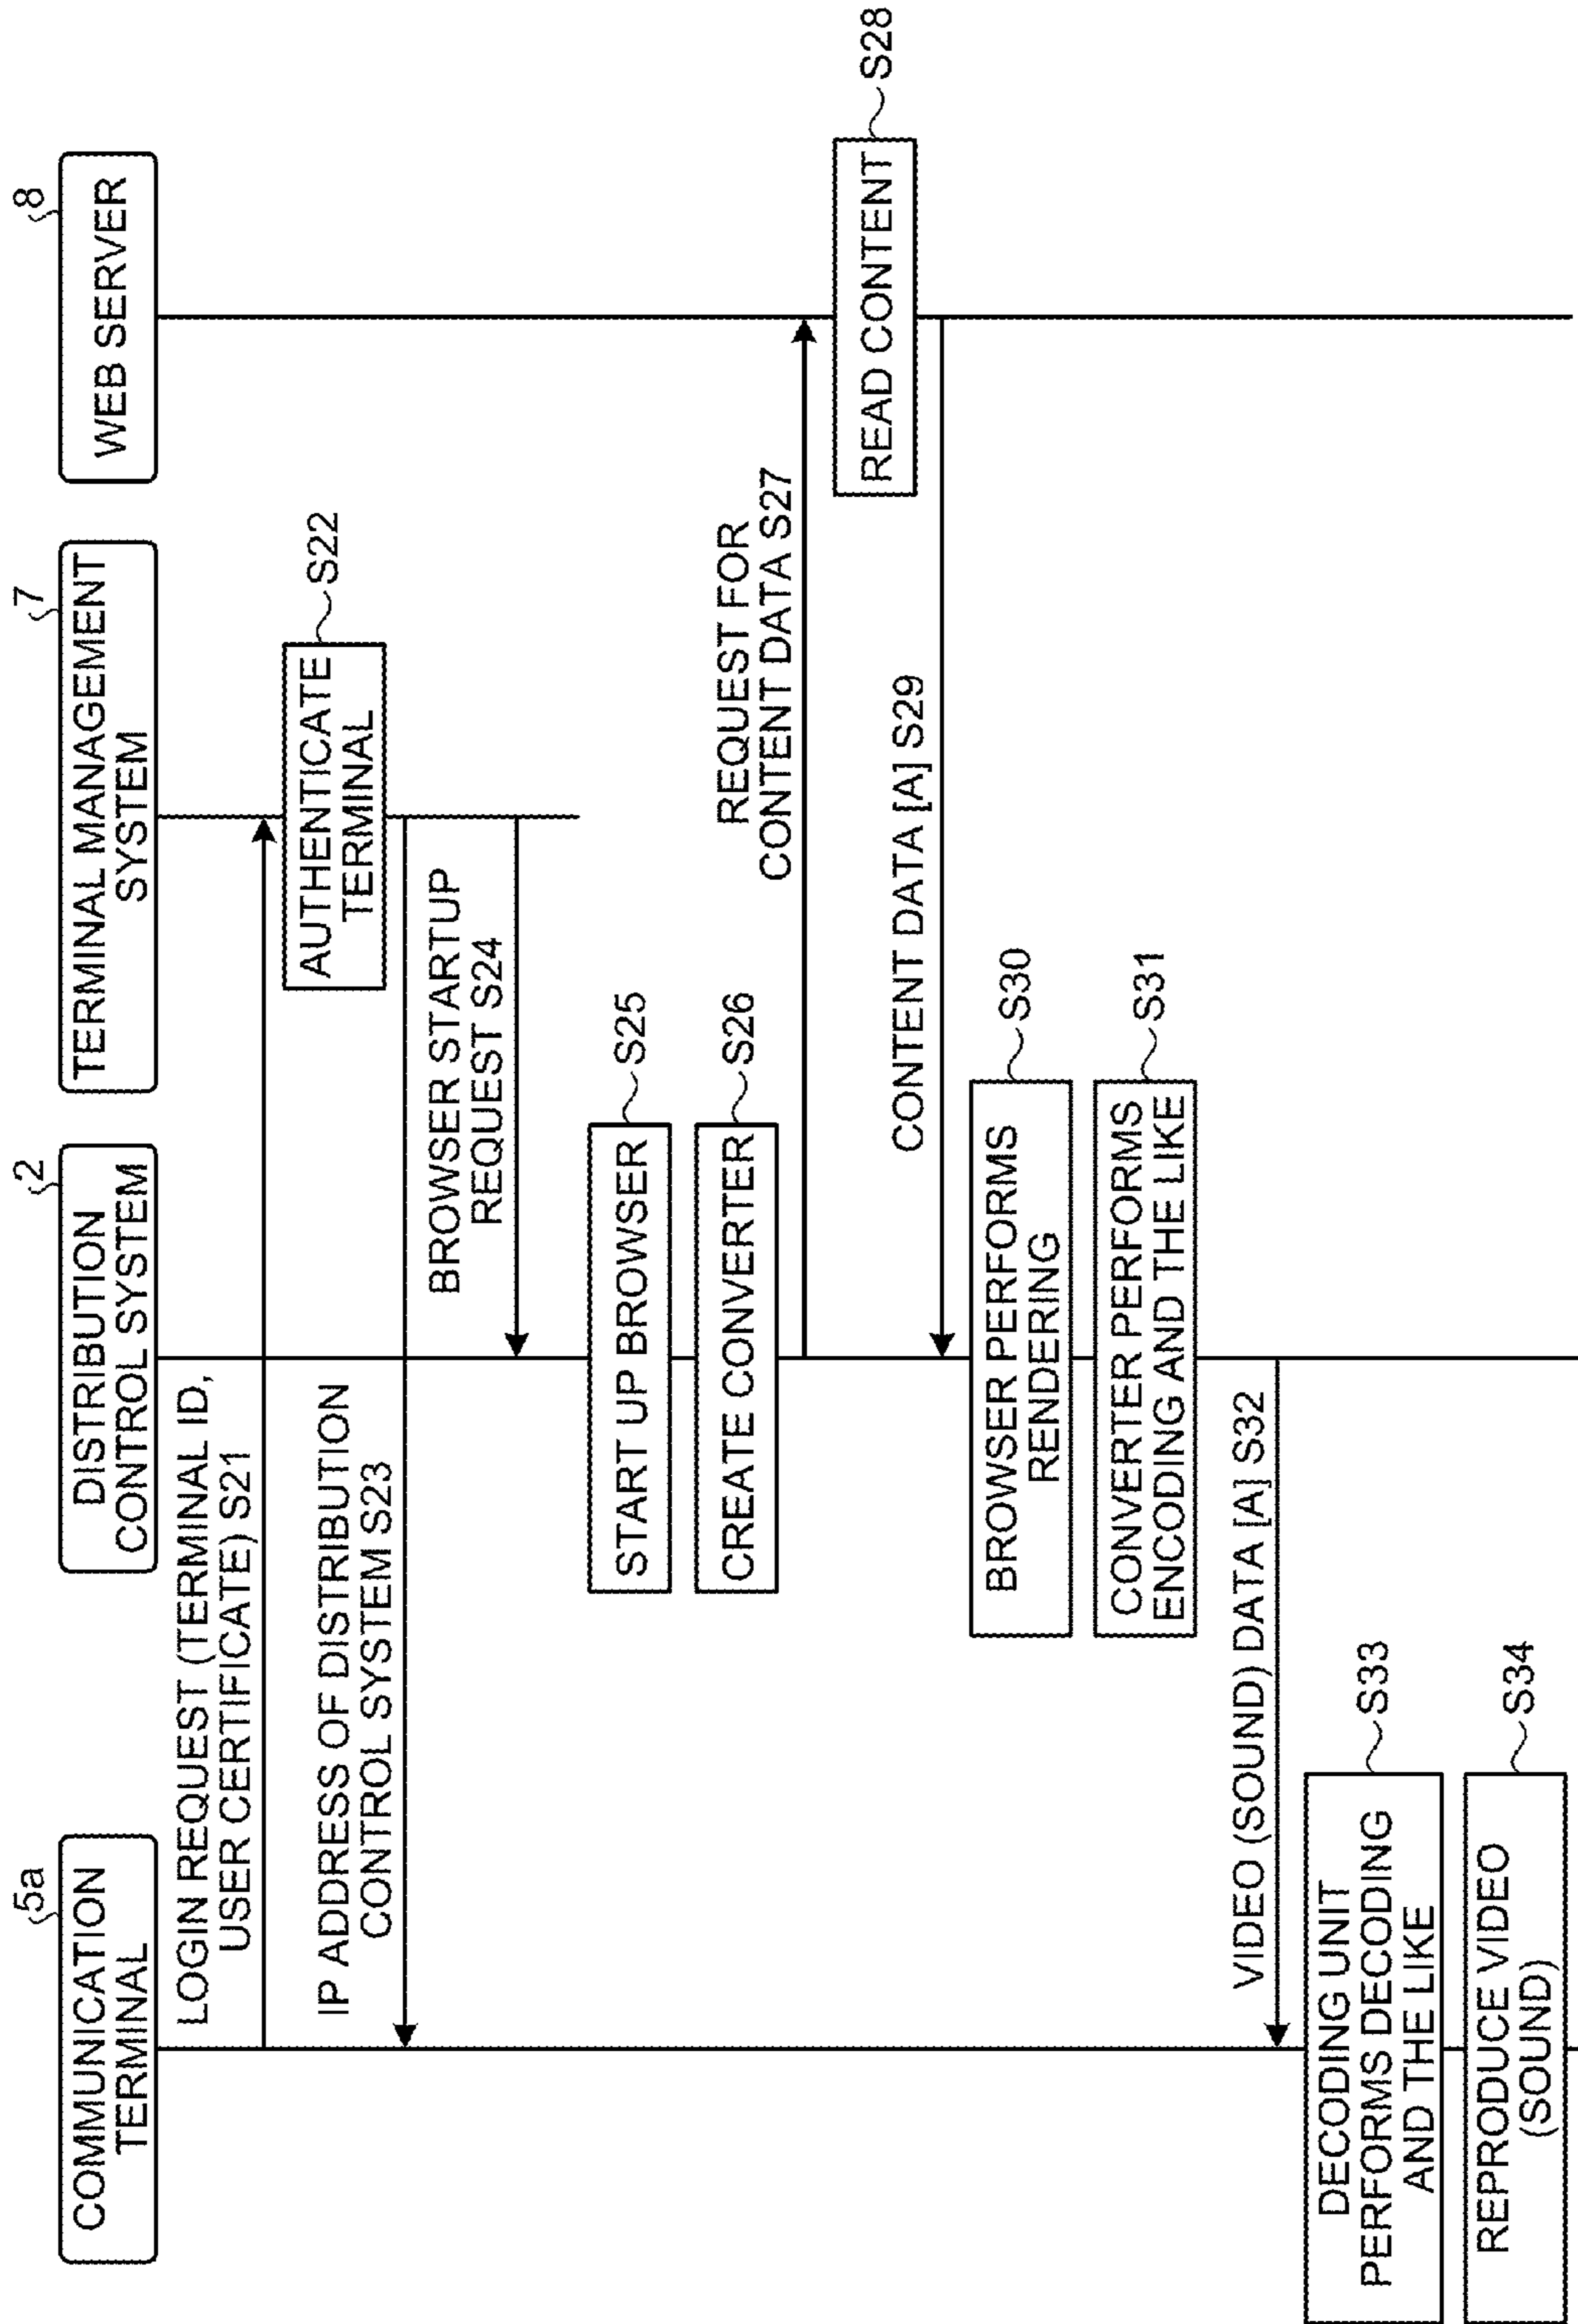 5a
COMMUNICATION
TERMINAL
2
DISTRIBUTION
CONTROL SYSTEM
7
TERMINAL MANAGEMENT
SYSTEM
8
WEB SERVER
LOGIN REQUEST (TERMINAL ID,
USER CERTIFICATE) S21
AUTHENTICATE
TERMINAL
S22
IP ADDRESS OF DISTRIBUTION
CONTROL SYSTEM S23
BROWSER STARTUP
REQUEST S24
START UP BROWSER
S25
CREATE CONVERTER
S26
REQUEST FOR
CONTENT DATA S27
READ CONTENT
S28
CONTENT DATA [A] S29
BROWSER PERFORMS
RENDERING
S30
CONVERTER PERFORMS
ENCODING AND THE LIKE
S31
VIDEO (SOUND) DATA [A] S32
DECODING UNIT
PERFORMS DECODING
AND THE LIKE
S33
REPRODUCE VIDEO
(SOUND)
S34